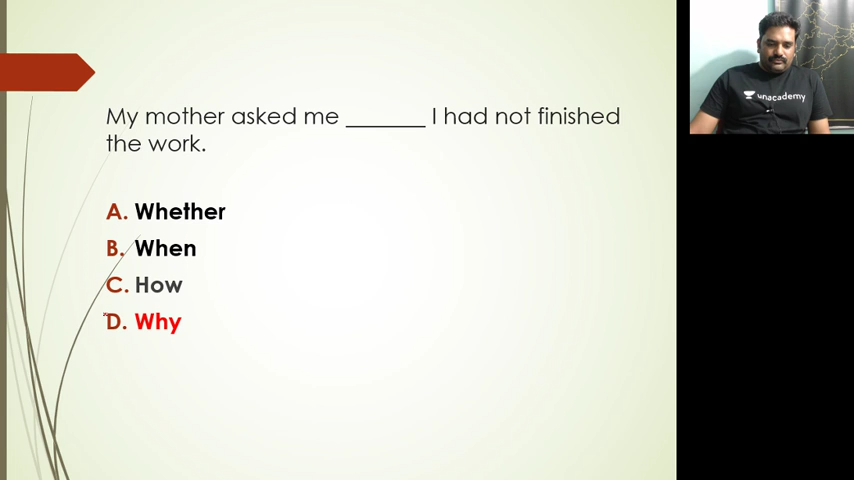 My mother asked me _______ I had not finished
the work.
A. Whether
B. When
C. How
D. Why
unacademy